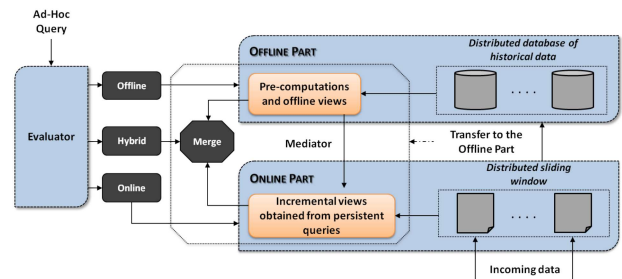 Ad-Hoc
Query
Evaluator
Offline
Hybrid
Online
Merge
OFFLINE PART
Pre-computations
and offline views
Distributed database of
historical data
. . . .
Mediator
Transfer to the
Offline Part
ONLINE PART
Incremental views
obtained from persistent
queries
Distributed sliding
window
. . . .
Incoming data